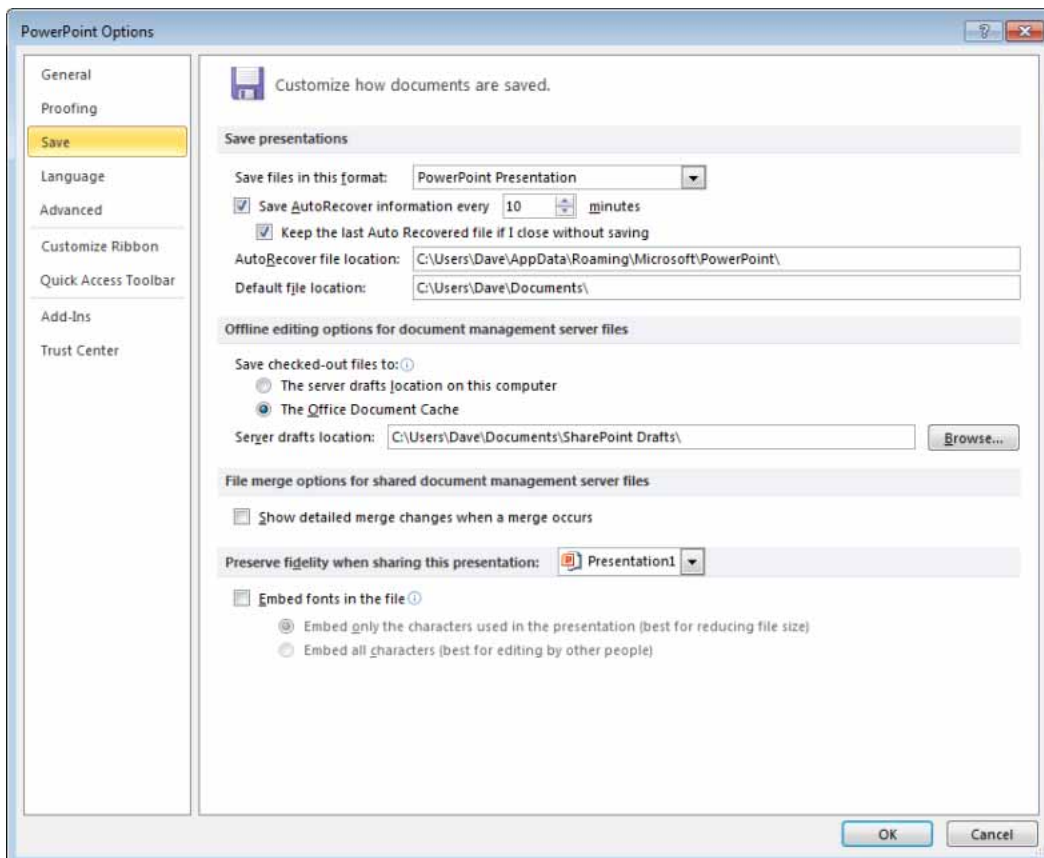 PowerPoint Options
General
Proofing
Save
Language
Advanced
Customize Ribbon
Quick Access Toolbar
Add-Ins
Trust Center
Customize how documents are saved.
Save presentations
Save files in this format: PowerPoint Presentation
Save AutoRecover information every 10 minutes
Keep the last Auto Recovered file if I close without saving
AutoRecover file location: C:\Users\Dave\AppData\Roaming\Microsoft\PowerPoint\
Default file location: C:\Users\Dave\Documents\
Offline editing options for document management server files
Save checked-out files to:
The server drafts location on this computer
The Office Document Cache
Server drafts location: C:\Users\Dave\Documents\SharePoint Drafts\ Browse...
File merge options for shared document management server files
Show detailed merge changes when a merge occurs
Preserve fidelity when sharing this presentation: Presentation1
Embed fonts in the file
Embed only the characters used in the presentation (best for reducing file size)
Embed all characters (best for editing by other people)
OK Cancel